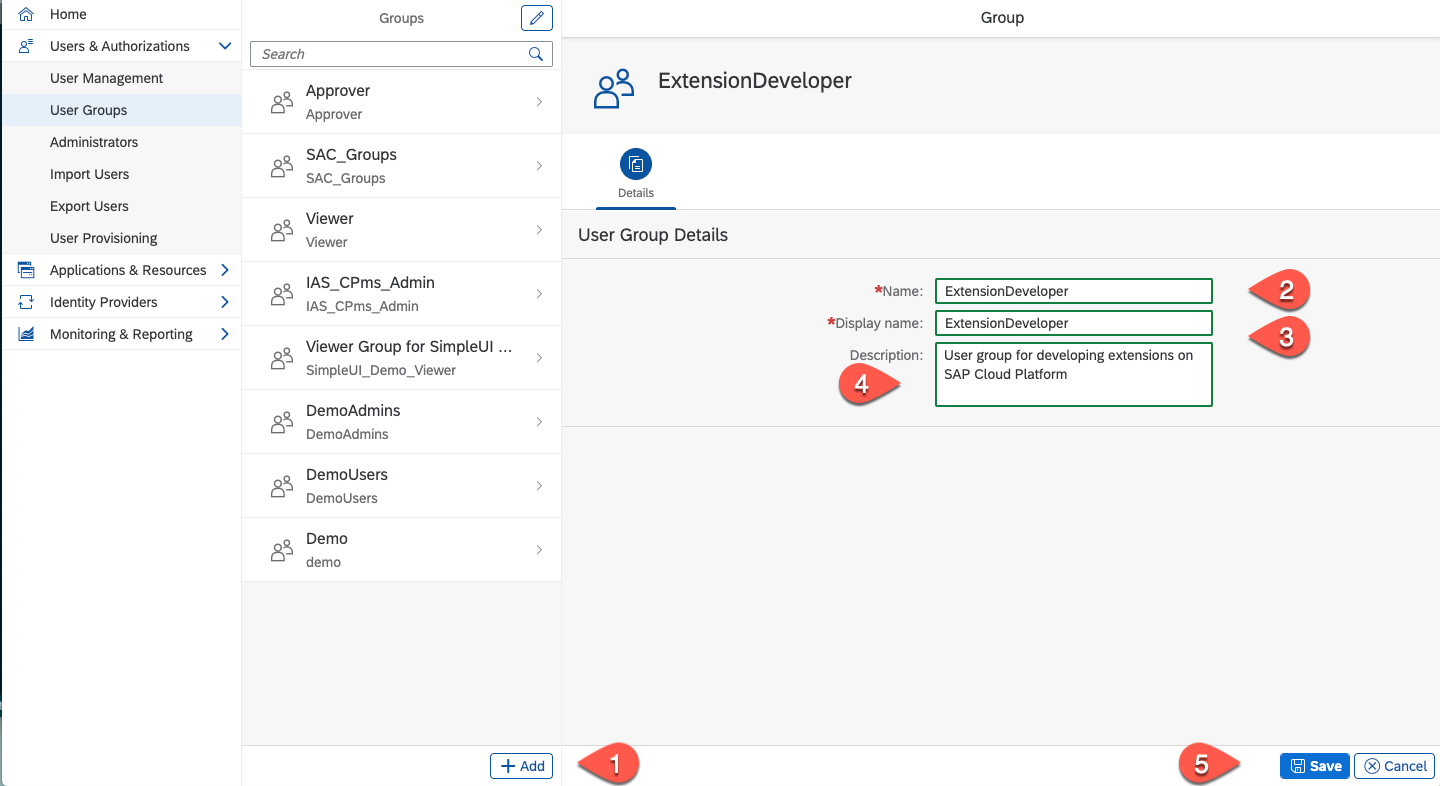 Home
Users & Authorizations
User Management
User Groups
Administrators
Import Users
Export Users
User Provisioning
Applications & Resources
Identity Providers
Monitoring & Reporting
Groups
Search
Approver
Approver
SAC_Groups
SAC_Groups
Viewer
Viewer
IAS_CPms_Admin
IAS_CPms_Admin
Viewer Group for SimpleUI ...
SimpleUI_Demo_Viewer
DemoAdmins
DemoAdmins
DemoUsers
DemoUsers
Demo
demo
Add
1
Group
ExtensionDeveloper
Details
User Group Details
*Name: ExtensionDeveloper 2
*Display name: ExtensionDeveloper 3
Description: User group for developing extensions on
SAP Cloud Platform
4
5
Save Cancel